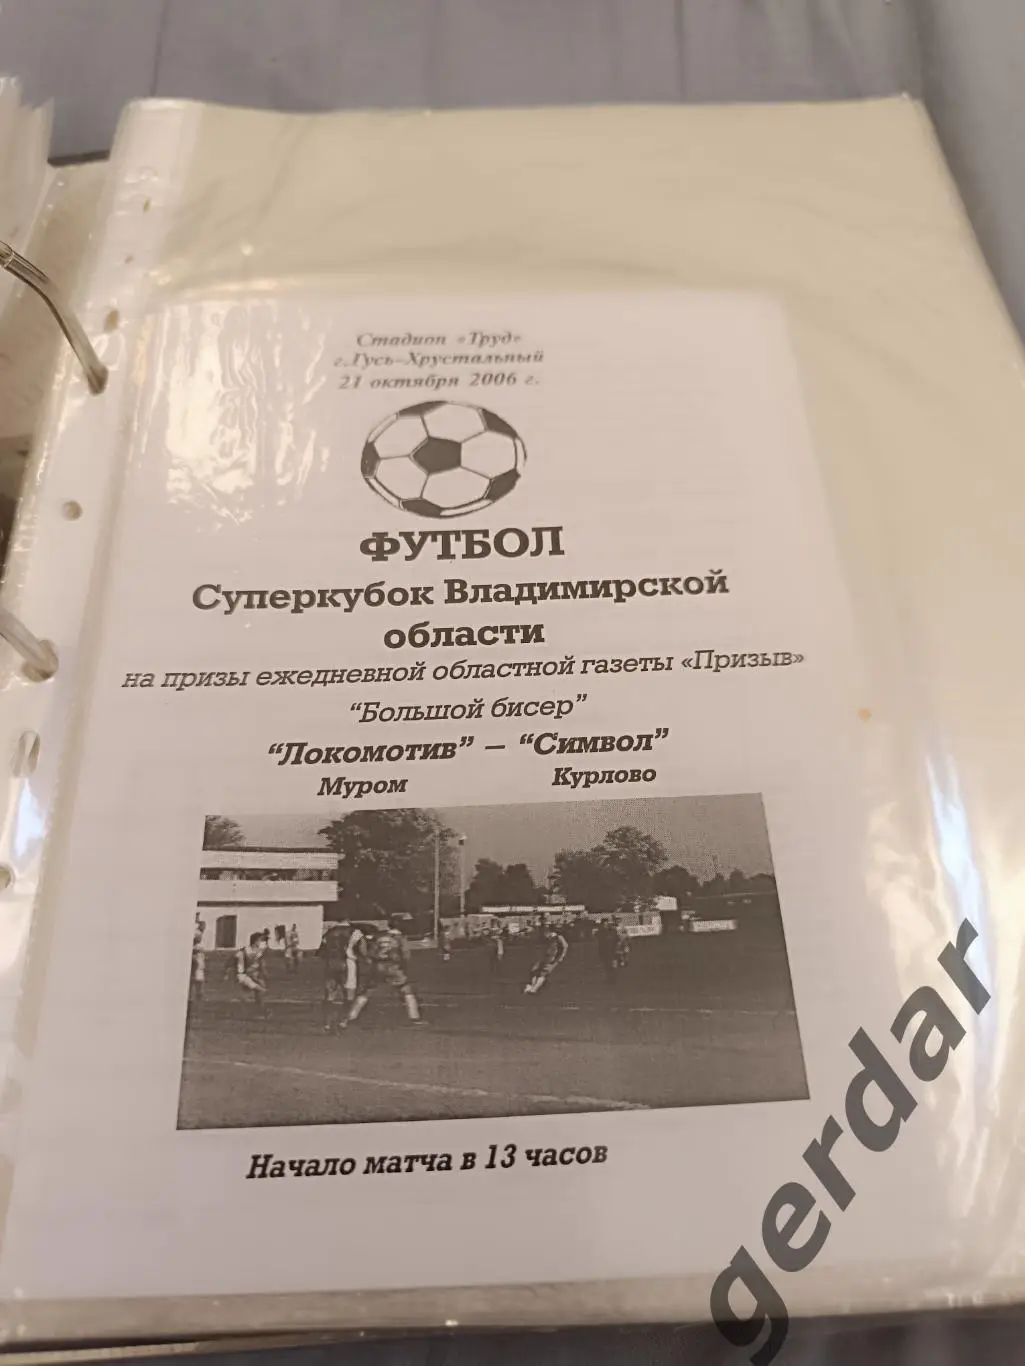 Стадион «Труд»
г.Гусь-Хрустальный
21 октября 2006 г.
ФУТБОЛ
Суперкубок Владимирской
области
на призы ежедневной областной газеты «Призыв»
“Большой бисер”
“Локомотив” – “Символ”
Муром Курлово
Начало матча в 13 часов
gerdar